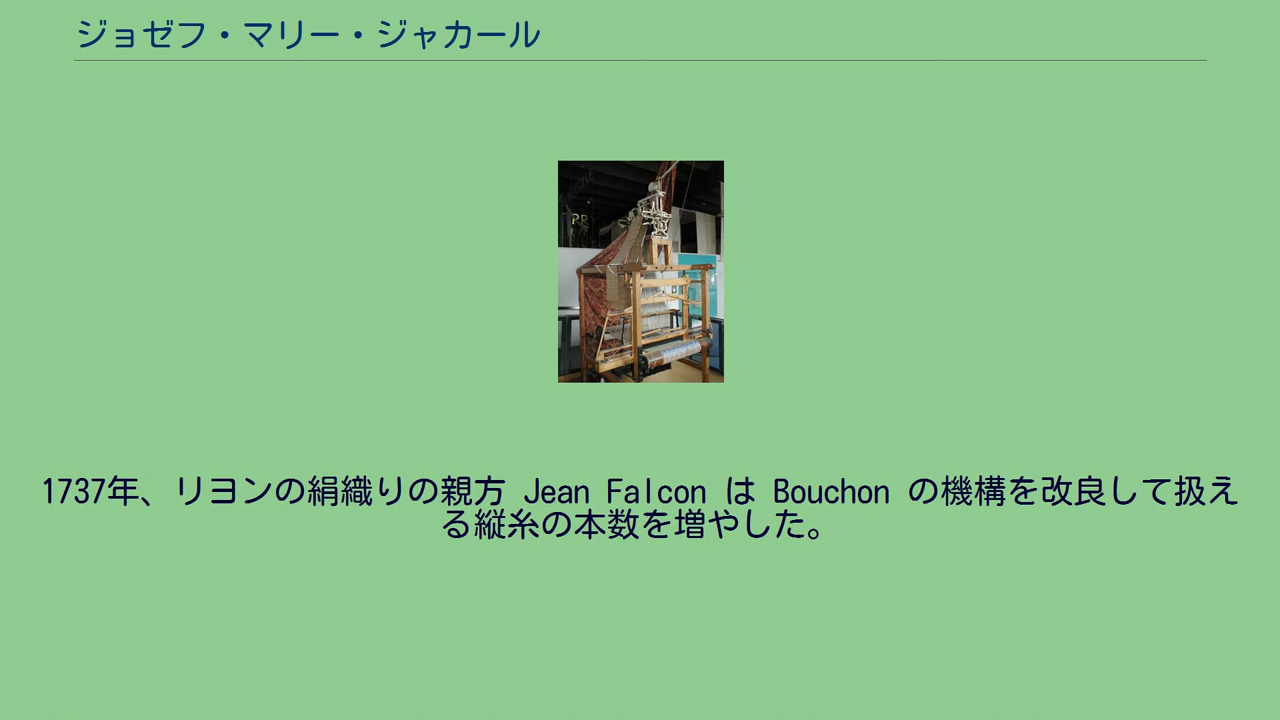 ジョゼフ・マリー・ジャカール
PR
1737年、リヨンの絹織りの親方 Jean Falcon は Bouchon の機構を改良して扱え
る縦糸の本数を増やした。